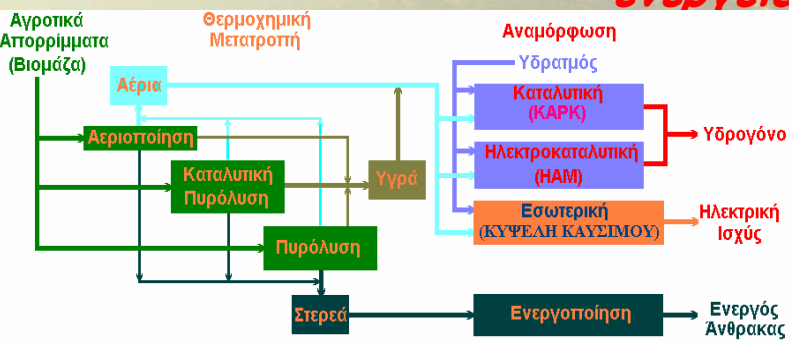 ενεργειε
Αγροτικά
Απορρίμματα
(Βιομάζα)
Θερμοχημική
Μετατροπή
Αναμόρφωση
Αέρια
Υδρατμός
Καταλυτική
(ΚΑΡΚ)
Υδρογόνο
Αεριοποίηση
Καταλυτική
Πυρόλυση
Υγρά
Ηλεκτροκαταλυτική
(ΗΑΜ)
Εσωτερική
(ΚΥΨΕΛΗ ΚΑΥΣΙΜΟΥ)
Ηλεκτρική
Ισχύς
Πυρόλυση
Στερεά
Ενεργοποίηση
Ενεργός
Άνθρακας